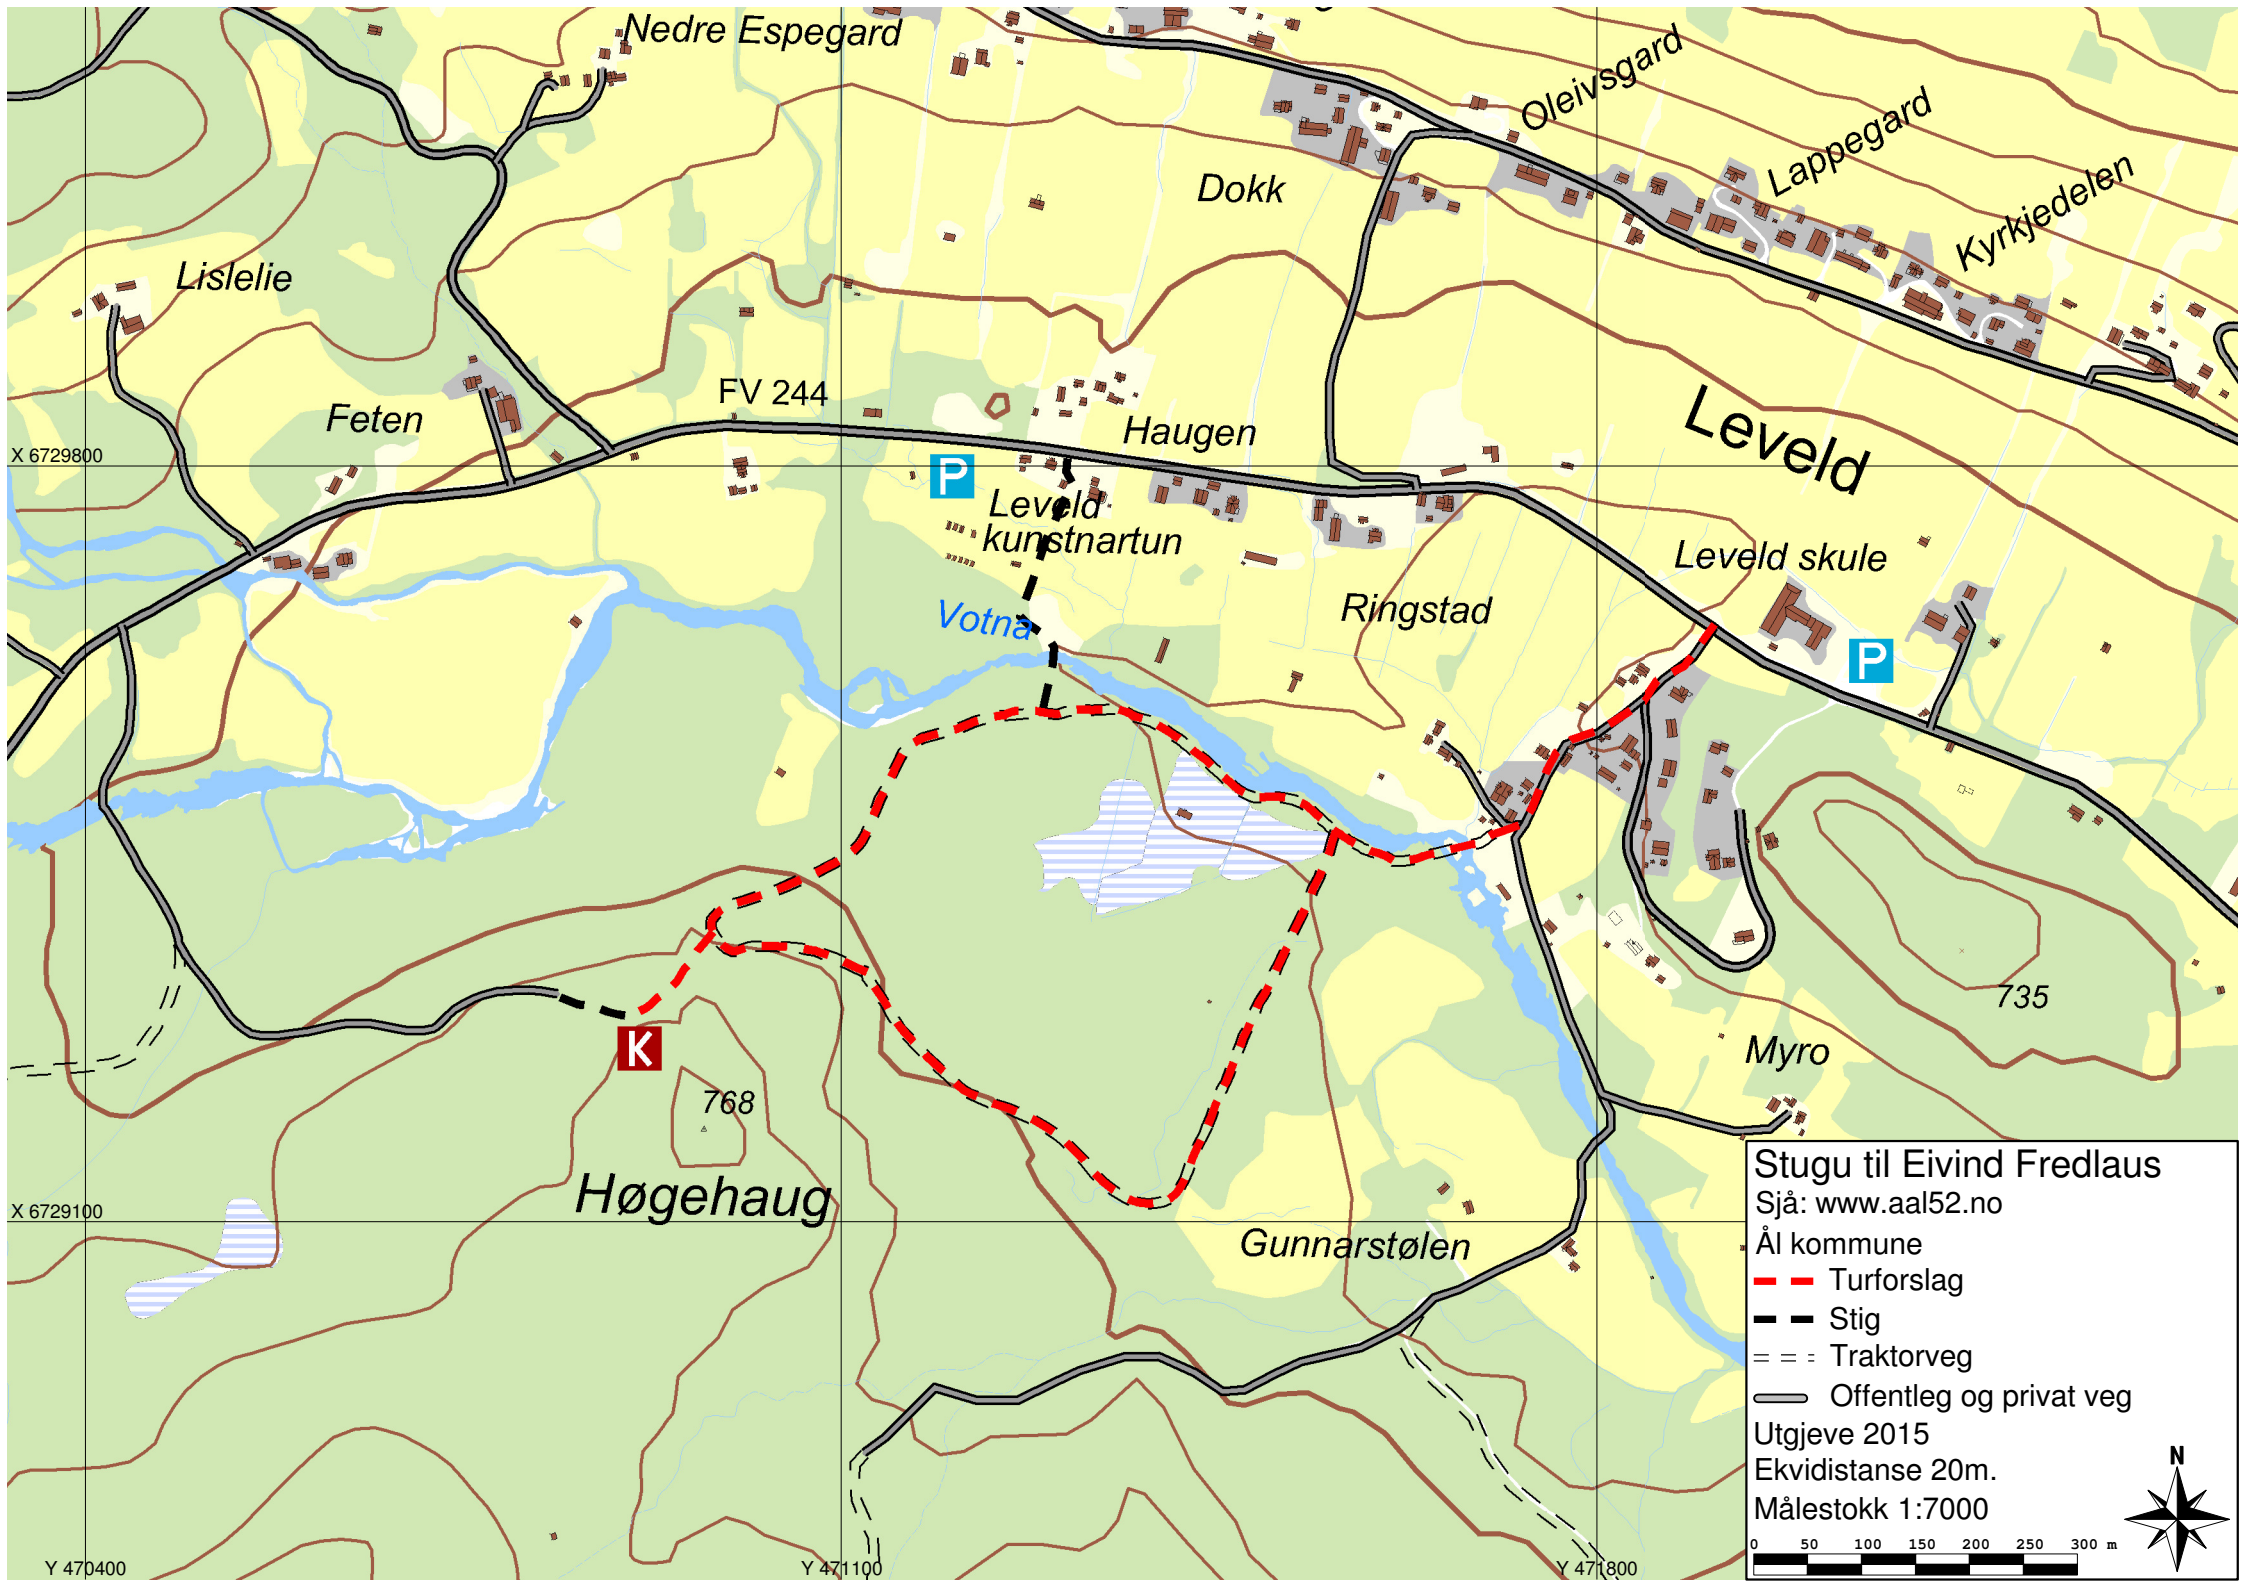 Nedre Espegard
Oleivsgard
Lappegard
Kyrkjedelen
Dokk
Lislelie
FV 244
Feten
Haugen
Leveld
X 6729800
P
Leveld
kunstnartun
Leveld skule
Ringstad
Votna
P
735
K
Myro
768
Høgehaug
X 6729100
Gunnarstølen
Stugu til Eivind Fredlaus
Sjå: www.aal52.no
Ål kommune
Turforslag
Stig
Traktorveg
Offentleg og privat veg
Utgjeve 2015
Ekvidistanse 20m.
Målestokk 1:7000
N
0 50 100 150 200 250 300 m
Y 470400 Y 471100 Y 471800